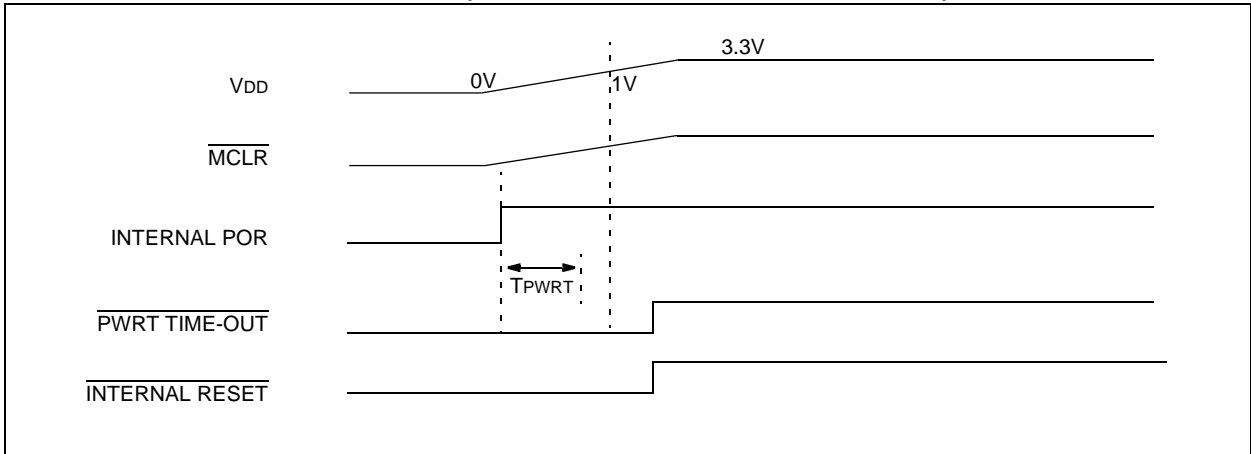 3.3V
VDD 0V 1V
MCLR
INTERNAL POR
TPWRT
PWRT TIME-OUT
INTERNAL RESET